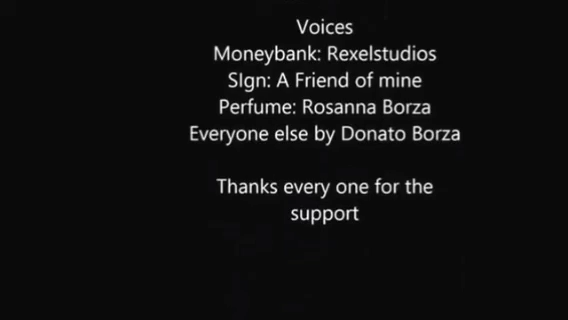 Voices
Moneybank: Rexelstudios
SIgn: A Friend of mine
Perfume: Rosanna Borza
Everyone else by Donato Borza
Thanks every one for the
support